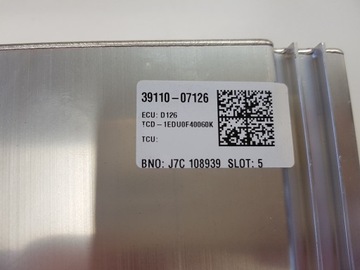 39110-07126
ECU: D126
TCD-1EDU0F40060K
TCU:
BNO: J7C 108939 SLOT: 5